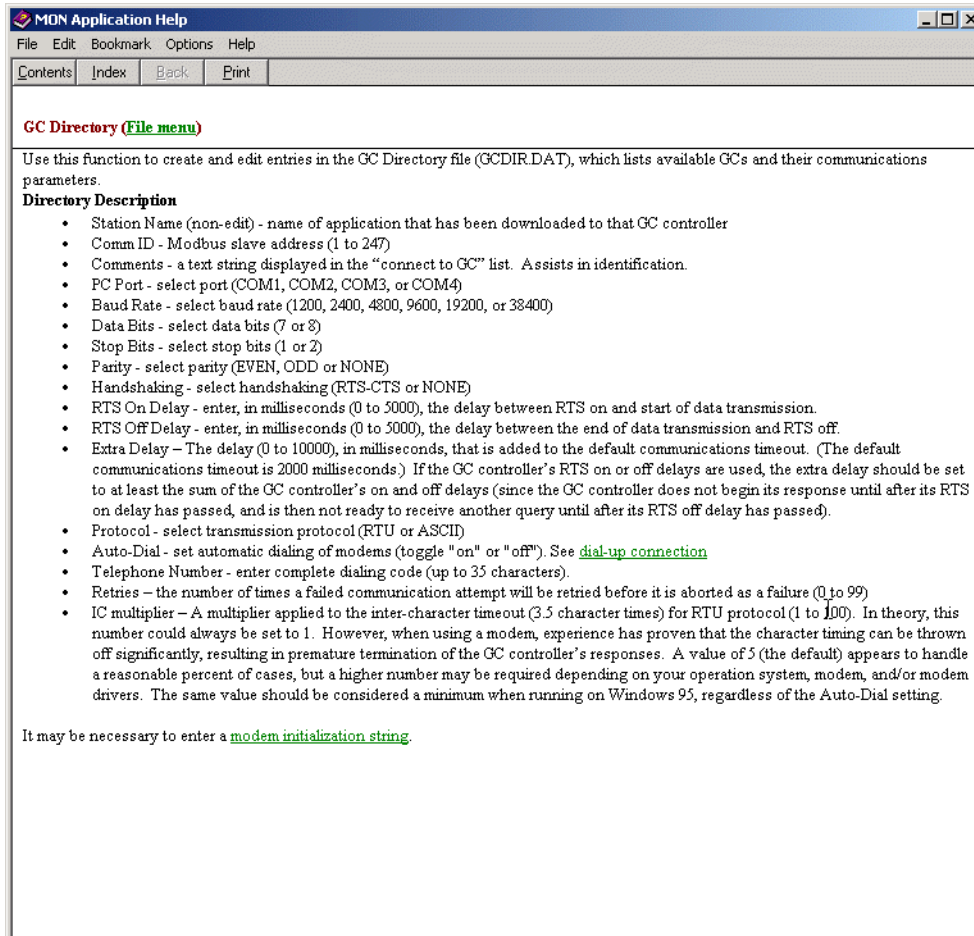 MON Application Help
File Edit Bookmark Options Help
Contents Index Back Print
GC Directory (File menu)
Use this function to create and edit entries in the GC Directory file (GCDIR.DAT), which lists available GCs and their communications
parameters.
Directory Description
• Station Name (non-edit) - name of application that has been downloaded to that GC controller
• Comm ID - Modbus slave address (1 to 247)
• Comments - a text string displayed in the “connect to GC” list. Assists in identification.
• PC Port - select port (COM1, COM2, COM3, or COM4)
• Baud Rate - select baud rate (1200, 2400, 4800, 9600, 19200, or 38400)
• Data Bits - select data bits (7 or 8)
• Stop Bits - select stop bits (1 or 2)
• Parity - select parity (EVEN, ODD or NONE)
• Handshaking - select handshaking (RTS-CTS or NONE)
• RTS On Delay - enter, in milliseconds (0 to 5000), the delay between RTS on and start of data transmission.
• RTS Off Delay - enter, in milliseconds (0 to 5000), the delay between the end of data transmission and RTS off.
• Extra Delay – The delay (0 to 10000), in milliseconds, that is added to the default communications timeout. (The default
communications timeout is 2000 milliseconds.) If the GC controller’s RTS on or off delays are used, the extra delay should be set
to at least the sum of the GC controller’s on and off delays (since the GC controller does not begin its response until after its RTS
on delay has passed, and is then not ready to receive another query until after its RTS off delay has passed).
• Protocol - select transmission protocol (RTU or ASCII)
• Auto-Dial - set automatic dialing of modems (toggle "on" or "off"). See dial-up connection
• Telephone Number - enter complete dialing code (up to 35 characters).
• Retries – the number of times a failed communication attempt will be retried before it is aborted as a failure (0 to 99)
• IC multiplier – A multiplier applied to the inter-character timeout (3.5 character times) for RTU protocol (1 to 100). In theory, this
number could always be set to 1. However, when using a modem, experience has proven that the character timing can be thrown
off significantly, resulting in premature termination of the GC controller’s responses. A value of 5 (the default) appears to handle
a reasonable percent of cases, but a higher number may be required depending on your operation system, modem, and/or modem
drivers. The same value should be considered a minimum when running on Windows 95, regardless of the Auto-Dial setting.
It may be necessary to enter a modem initialization string.